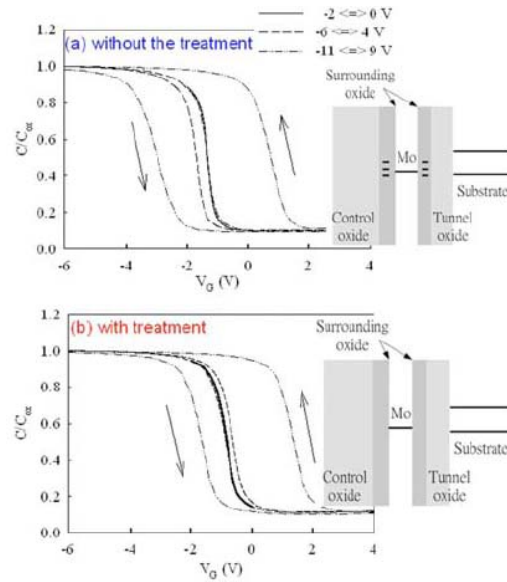 -2 <=> 0 V
-6 <=> 4 V
-11 <=> 9 V
(a) without the treatment
1.2
1.0
0.8
0.6
0.4
0.2
0.0
C/Cox
-6
-4
-2
0
2
4
VG (V)
Surrounding
oxide
Mo
Substrate
Control
oxide
Tunnel
oxide
(b) with treatment
1.2
1.0
0.8
0.6
0.4
0.2
0.0
C/Cox
-6
-4
-2
0
2
4
VG (V)
Surrounding
oxide
Mo
Substrate
Control
oxide
Tunnel
oxide